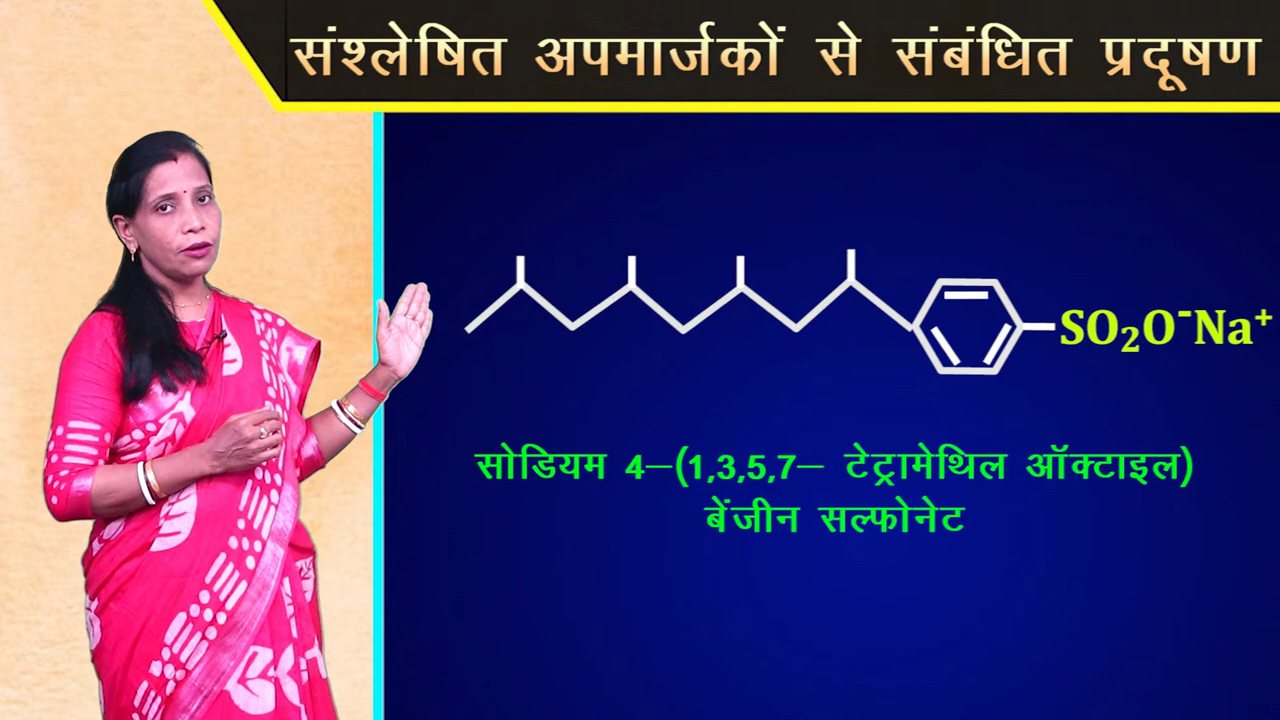 संश्लेषित अपमार्जकों से संबंधित प्रदूषण
SO₂O⁻Na⁺
सोडियम 4–(1,3,5,7– टेट्रामेथिल ऑक्टाइल)
बेंजीन सल्फोनेट